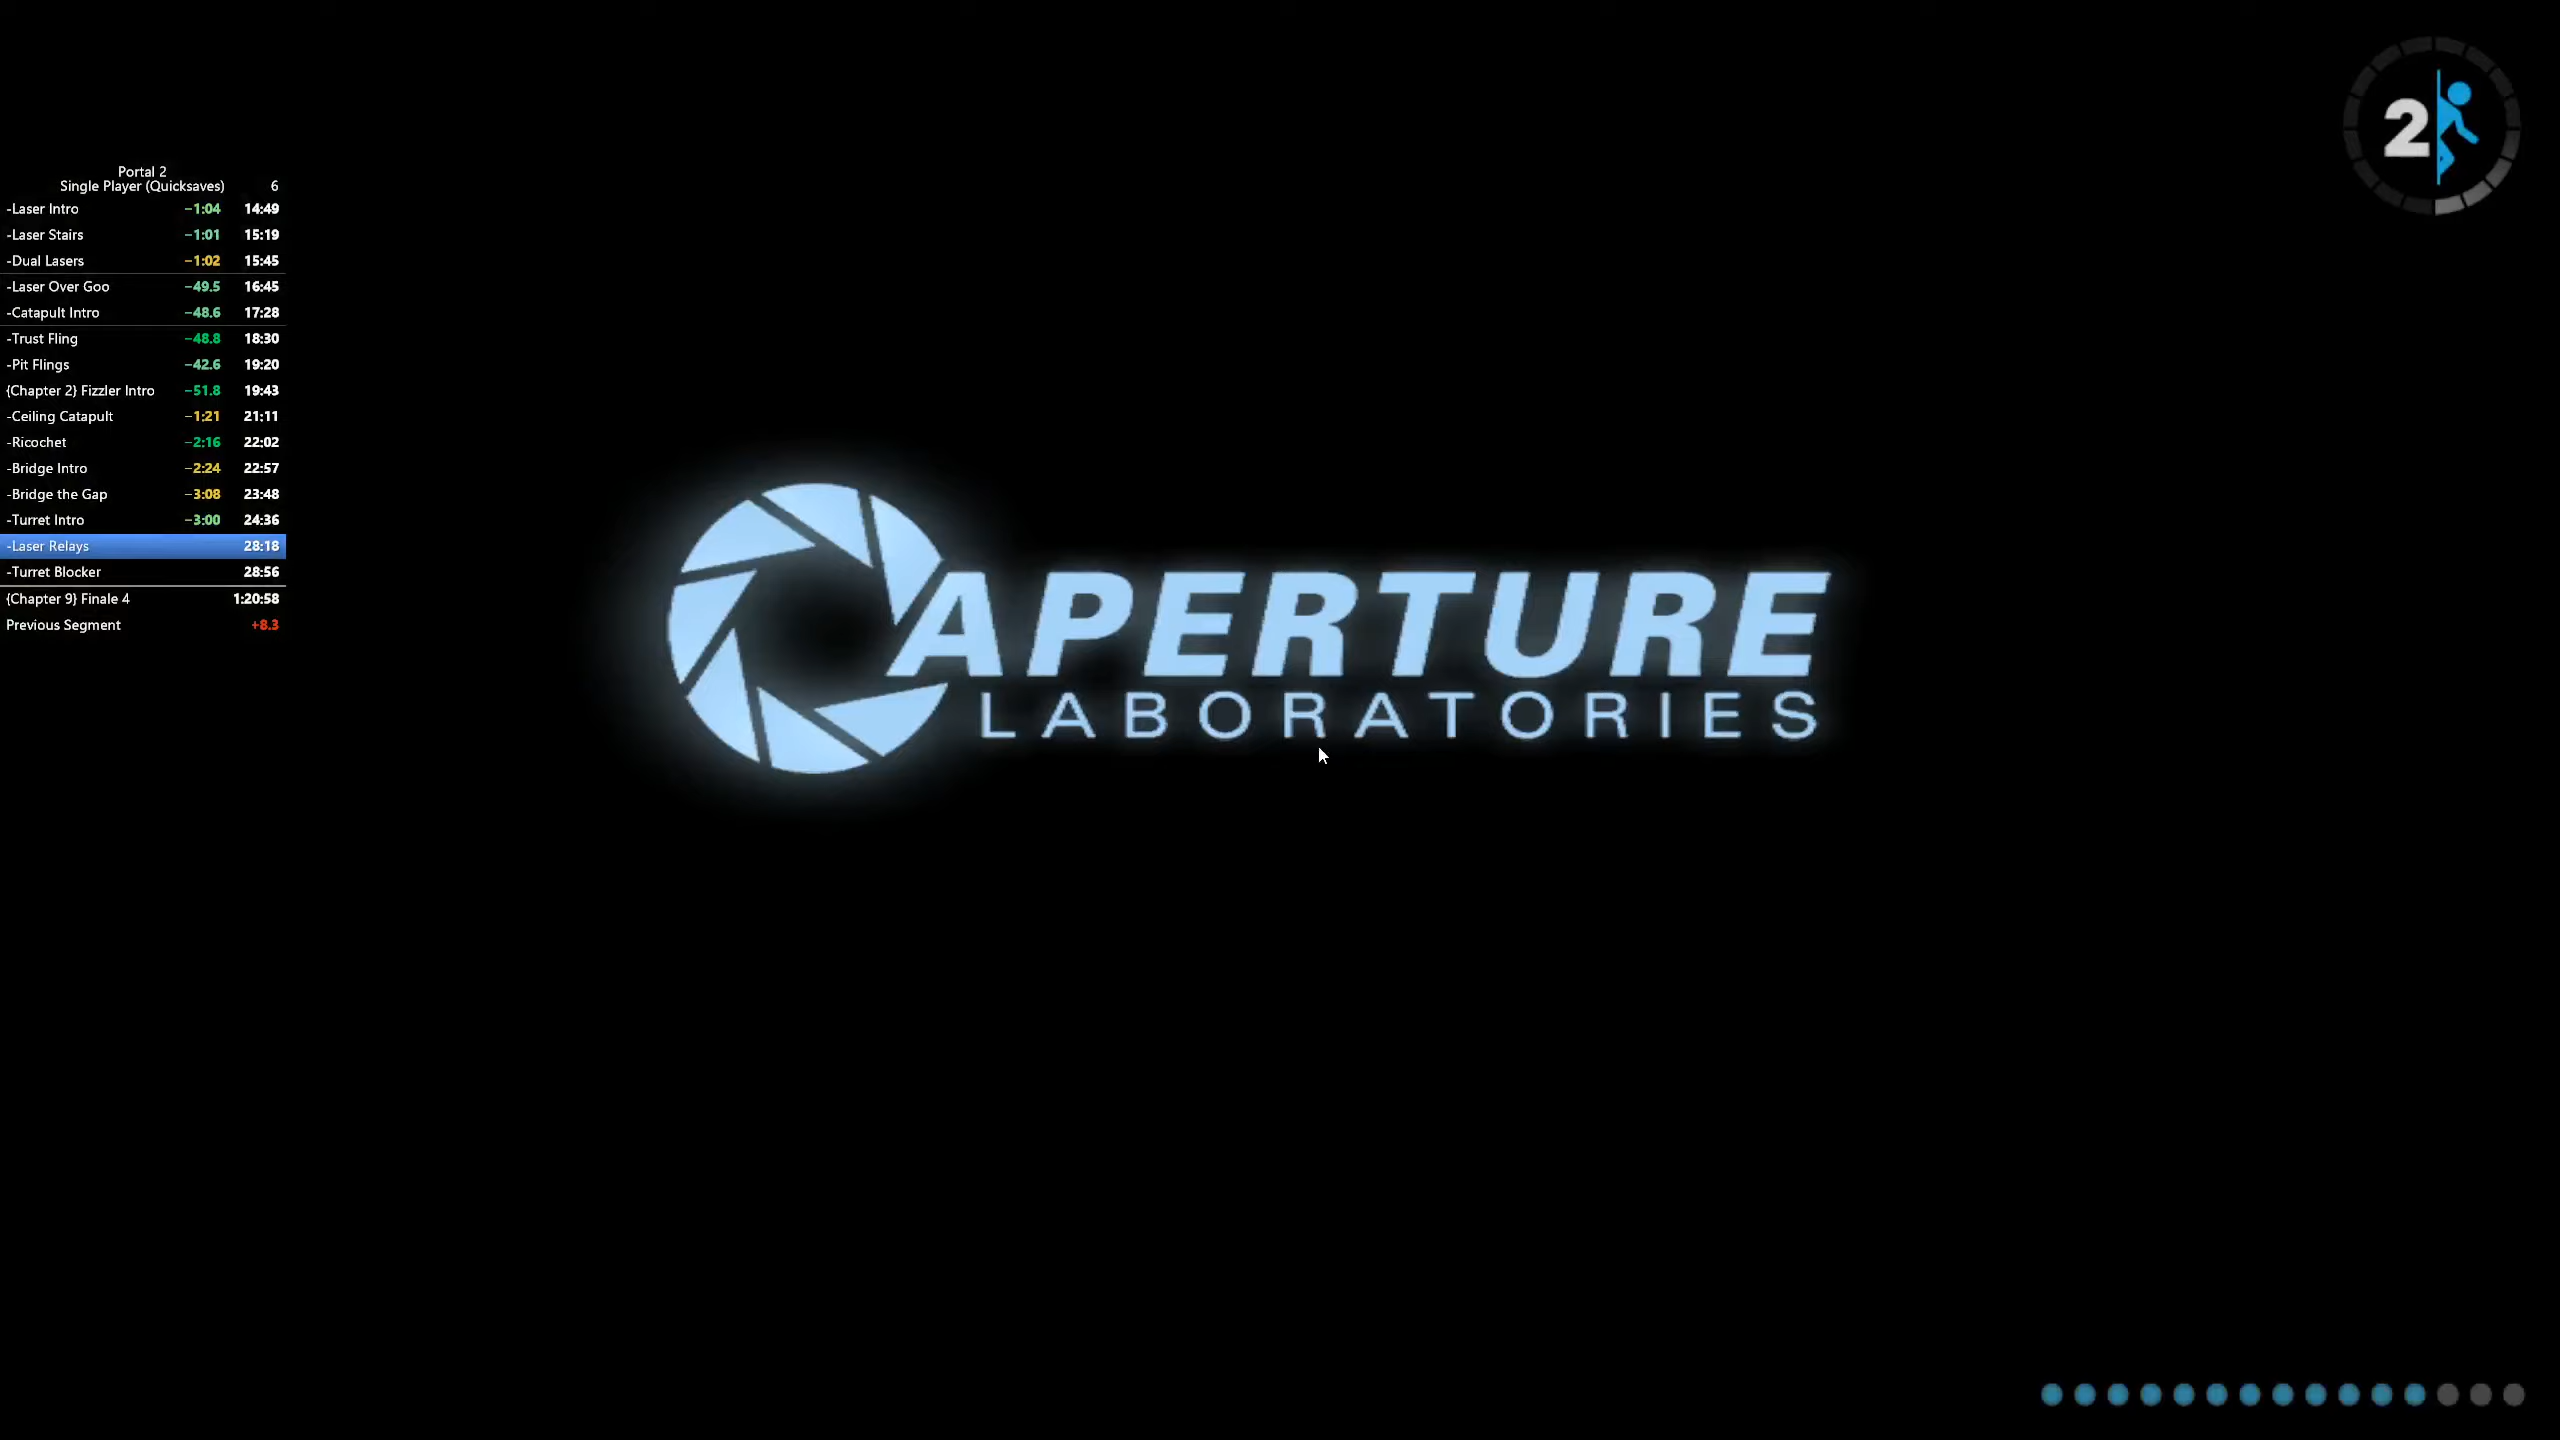 2
Portal 2
Single Player (Quicksaves) 6
-Laser Intro −1:04 14:49
-Laser Stairs −1:01 15:19
-Dual Lasers −1:02 15:45
-Laser Over Goo −49.5 16:45
-Catapult Intro −48.6 17:28
-Trust Fling −48.8 18:30
-Pit Flings −42.6 19:20
{Chapter 2} Fizzler Intro −51.8 19:43
-Ceiling Catapult −1:21 21:11
-Ricochet −2:16 22:02
-Bridge Intro −2:24 22:57
-Bridge the Gap −3:08 23:48
-Turret Intro −3:00 24:36
-Laser Relays 28:18
-Turret Blocker 28:56
{Chapter 9} Finale 4 1:20:58
Previous Segment +8.3
APERTURE
LABORATORIES